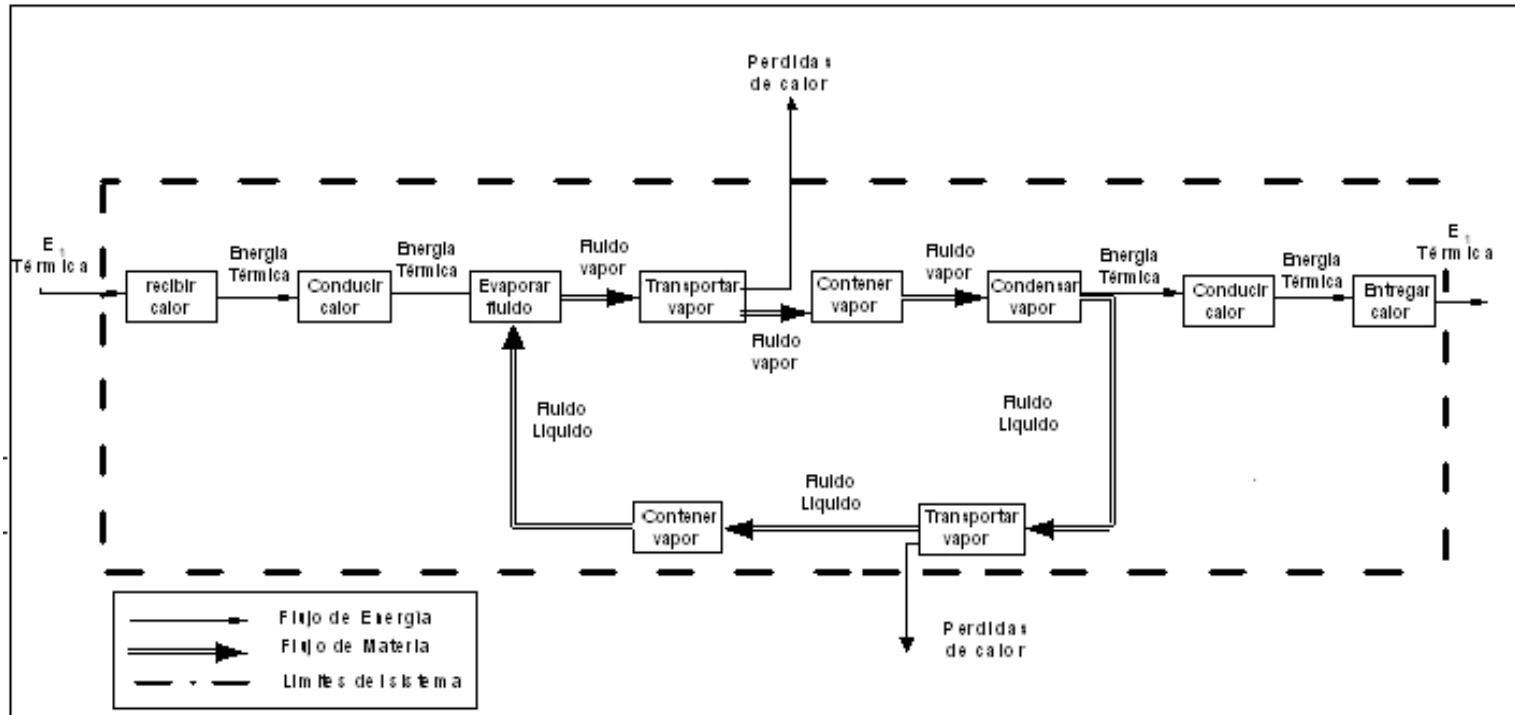 Perdidas
de calor
E 1
Térmica
Energia
Térmica
Energia
Térmica
Fluido
vapor
Fluido
vapor
Energia
Térmica
Energia
Térmica
E 1
Térmica
recibir
calor
Conducir
calor
Evaporar
fluido
Transportar
vapor
Contener
vapor
Condensar
vapor
Conducir
calor
Entregar
calor
Fluido
vapor
Fluido
Liquido
Fluido
Liquido
Fluido
Liquido
Contener
vapor
Transportar
vapor
Perdidas
de calor
Flujo de Energia
Flujo de Materia
Limites del sistema